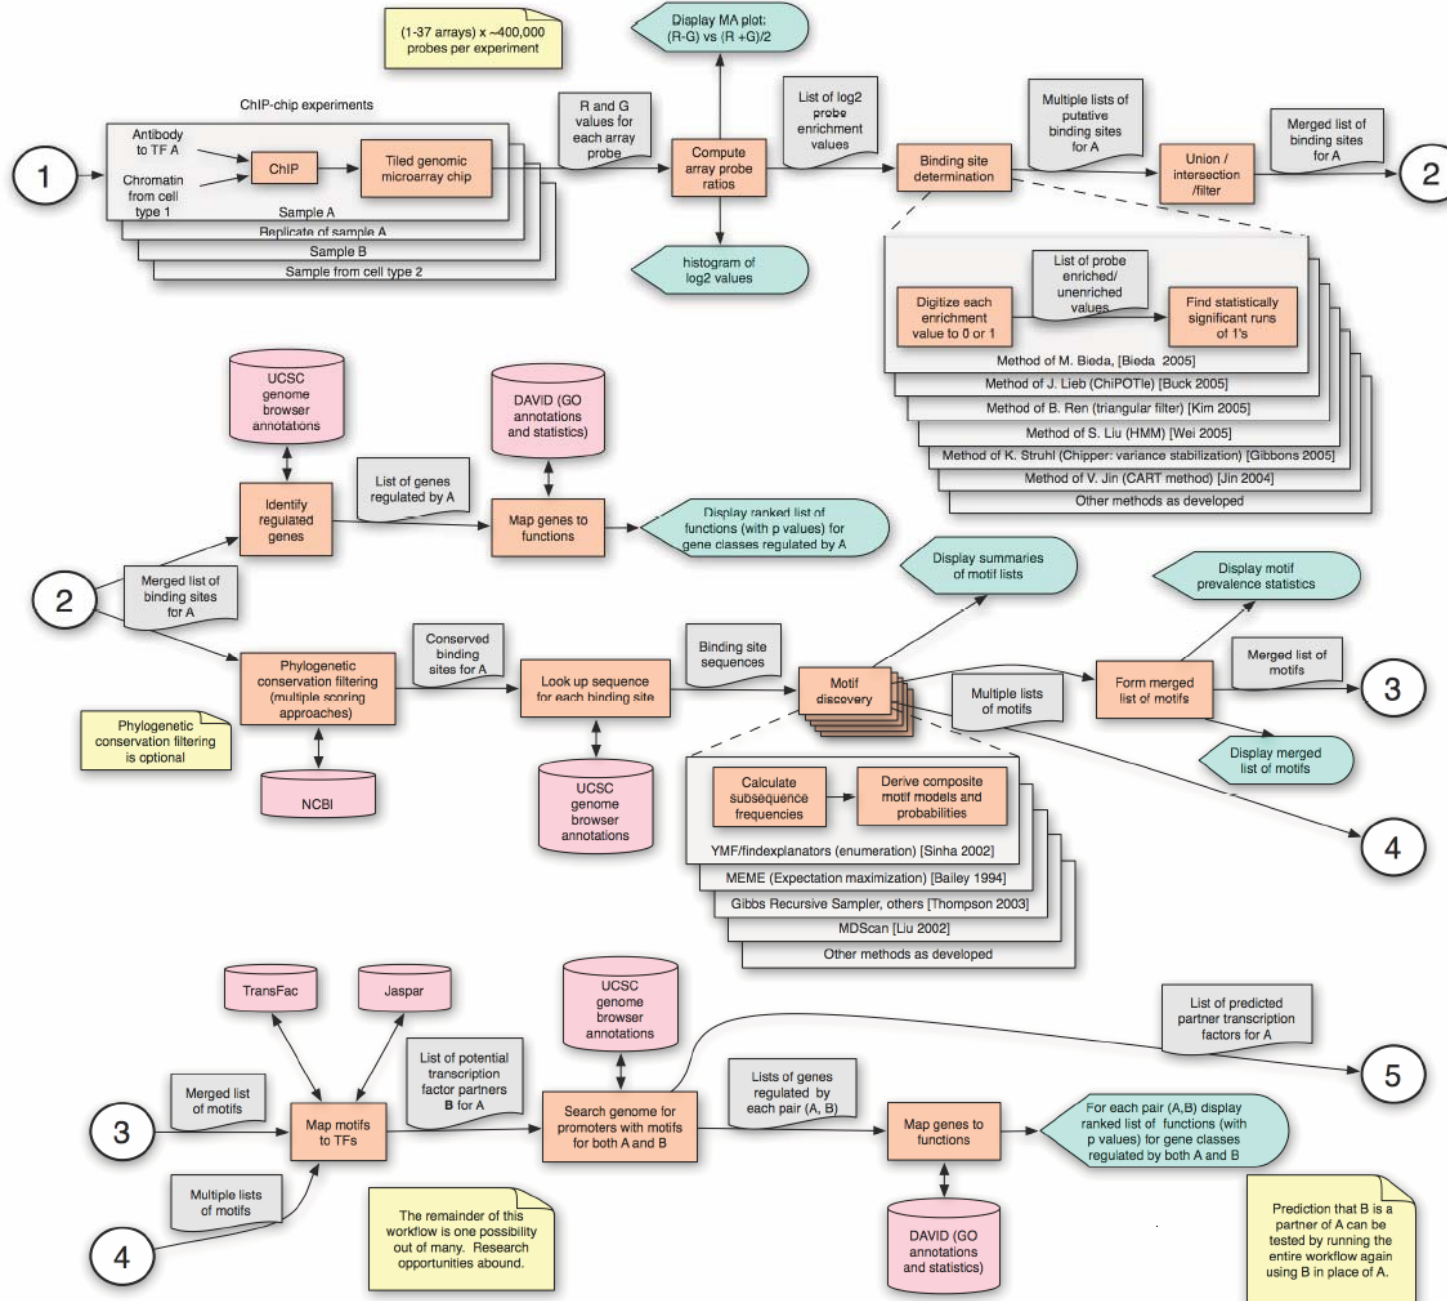 (1-37 arrays) x ~400,000
probes per experiment
Display MA plot:
(R-G) vs (R +G)/2
ChIP-chip experiments
1
Antibody
to TF A
Chromatin
from cell
type 1
ChIP
Tiled genomic
microarray chip
Sample A
Replicate of sample A
Sample B
Sample from cell type 2
R and G
values for
each array
probe
Compute
array probe
ratios
histogram of
log2 values
List of log2
probe
enrichment
values
Binding site
determination
Multiple lists of
putative
binding sites
for A
Union /
intersection
/filter
Merged list of
binding sites
for A
2
Digitize each
enrichment
value to 0 or 1
List of probe
enriched/
unenriched
values
Find statistically
significant runs
of 1's
Method of M. Bieda, [Bieda 2005]
Method of J. Lieb (ChiPOTle) [Buck 2005]
Method of B. Ren (triangular filter) [Kim 2005]
Method of S. Liu (HMM) [Wei 2005]
Method of K. Struhl (Chipper: variance stabilization) [Gibbons 2005]
Method of V. Jin (CART method) [Jin 2004]
Other methods as developed
UCSC
genome
browser
annotations
DAVID (GO
annotations
and statistics)
Identify
regulated
genes
List of genes
regulated by A
Map genes to
functions
Display ranked list of
functions (with p values) for
gene classes regulated by A
2
Merged list of
binding sites
for A
Phylogenetic
conservation filtering
(multiple scoring
approaches)
Phylogenetic
conservation filtering
is optional
NCBI
Conserved
binding
sites for A
Look up sequence
for each binding site
UCSC
genome
browser
annotations
Binding site
sequences
Motif
discovery
Display summaries
of motif lists
Multiple lists
of motifs
Form merged
list of motifs
Display motif
prevalence statistics
Merged list of
motifs
3
Display merged
list of motifs
4
Calculate
subsequence
frequencies
Derive composite
motif models and
probabilities
YMF/findexplanators (enumeration) [Sinha 2002]
MEME (Expectation maximization) [Bailey 1994]
Gibbs Recursive Sampler, others [Thompson 2003]
MDScan [Liu 2002]
Other methods as developed
TransFac
Jaspar
UCSC
genome
browser
annotations
3
Merged list
of motifs
Map motifs
to TFs
List of potential
transcription
factor partners
B for A
Search genome for
promoters with motifs
for both A and B
Lists of genes
regulated by
each pair (A, B)
Map genes to
functions
For each pair (A,B) display
ranked list of functions (with
p values) for gene classes
regulated by both A and B
List of predicted
partner transcription
factors for A
5
4
Multiple lists
of motifs
The remainder of this
workflow is one possibility
out of many. Research
opportunities abound.
DAVID (GO
annotations
and statistics)
Prediction that B is a
partner of A can be
tested by running the
entire workflow again
using B in place of A.